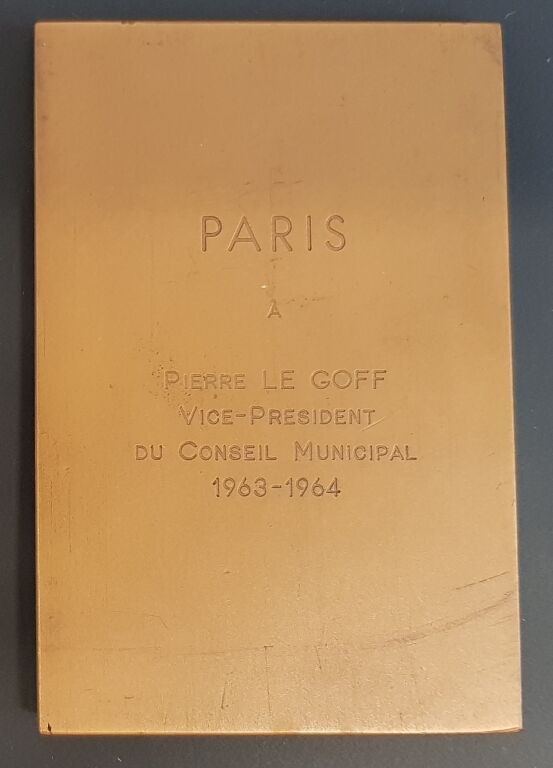 PARIS
A
PIERRE LE GOFF
VICE-PRESIDENT
DU CONSEIL MUNICIPAL
1963-1964